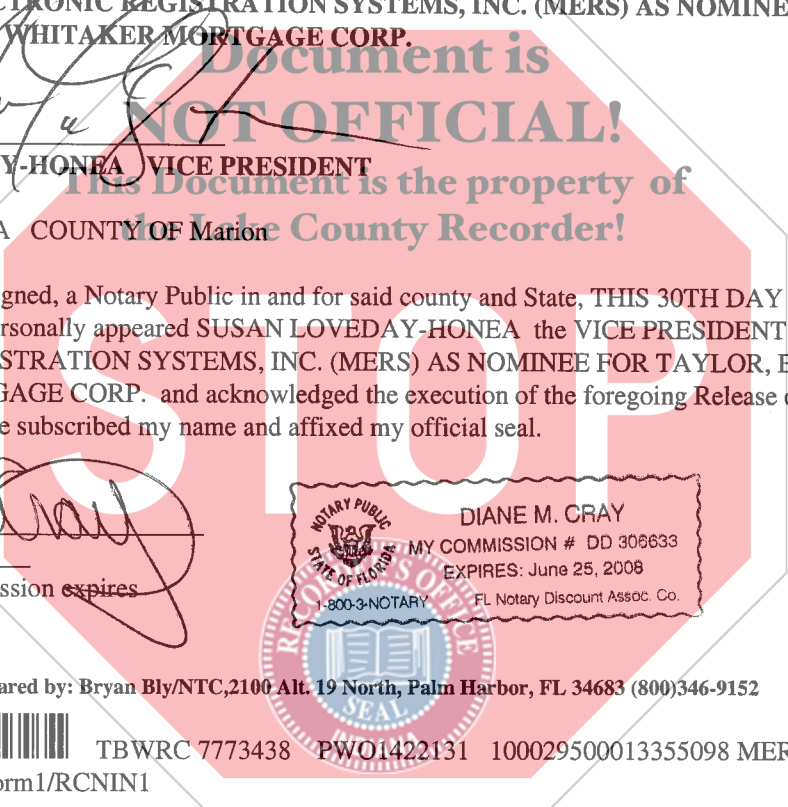 CTRONIC REGISTRATION SYSTEMS, INC. (MERS) AS NOMINE
WHITAKER MORTGAGE CORP.
Document is
NOT OFFICIAL!
Y-HONEA VICE PRESIDENT
This Document is the property of
the Lake County Recorder!
A COUNTY OF Marion
gned, a Notary Public in and for said county and State, THIS 30TH DAY
rsonally appeared SUSAN LOVEDAY-HONEA the VICE PRESIDENT
STRATION SYSTEMS, INC. (MERS) AS NOMINEE FOR TAYLOR, B
GAGE CORP. and acknowledged the execution of the foregoing Release
e subscribed my name and affixed my official seal.
STOP
Cray
NOTARY PUBLIC
STATE OF FLORIDA
DIANE M. CRAY
MY COMMISSION # DD 306633
EXPIRES: June 25, 2008
1-800-3-NOTARY FL Notary Discount Assoc. Co.
ssion expires
RECORDER'S OFFICE
SEAL
INDIANA
ared by: Bryan Bly/NTC,2100 Alt. 19 North, Palm Harbor, FL 34683 (800)346-9152
TBWRC 7773438 PWO1422131 100029500013355098 MER
orm1/RCNIN1